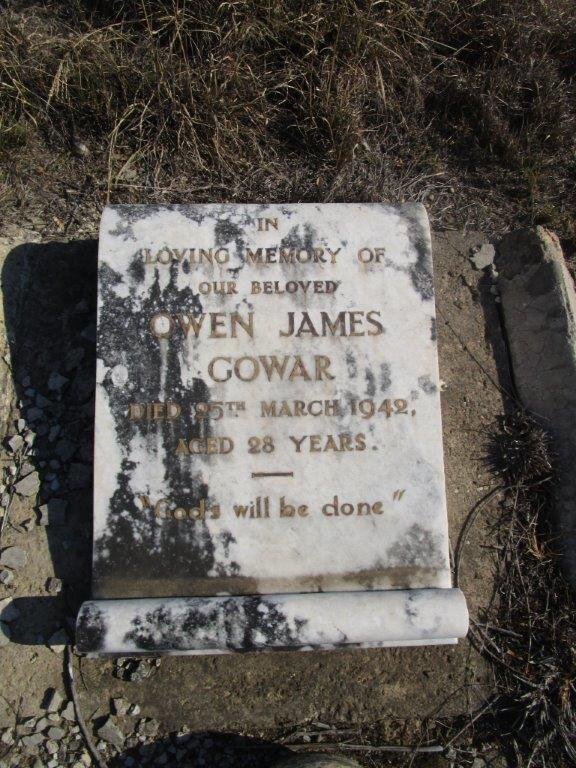 IN
LOVING MEMORY OF
OUR BELOVED
OWEN JAMES
GOWAR
DIED 25TH MARCH 1942,
AGED 28 YEARS.
"God's will be done"